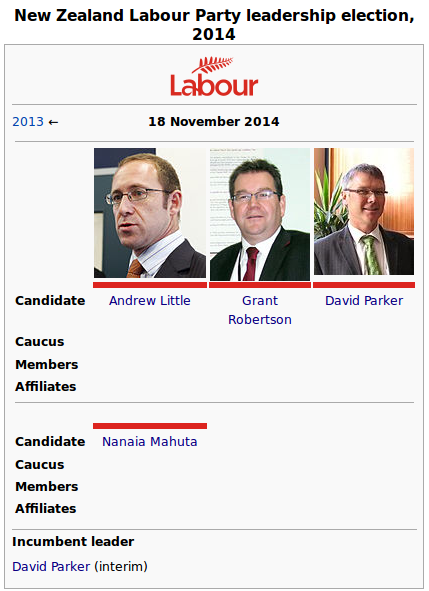 New Zealand Labour Party leadership election,
2014
Labour
2013 ← 18 November 2014
Candidate Andrew Little Grant Robertson David Parker
Caucus
Members
Affiliates
Candidate Nanaia Mahuta
Caucus
Members
Affiliates
Incumbent leader
David Parker (interim)